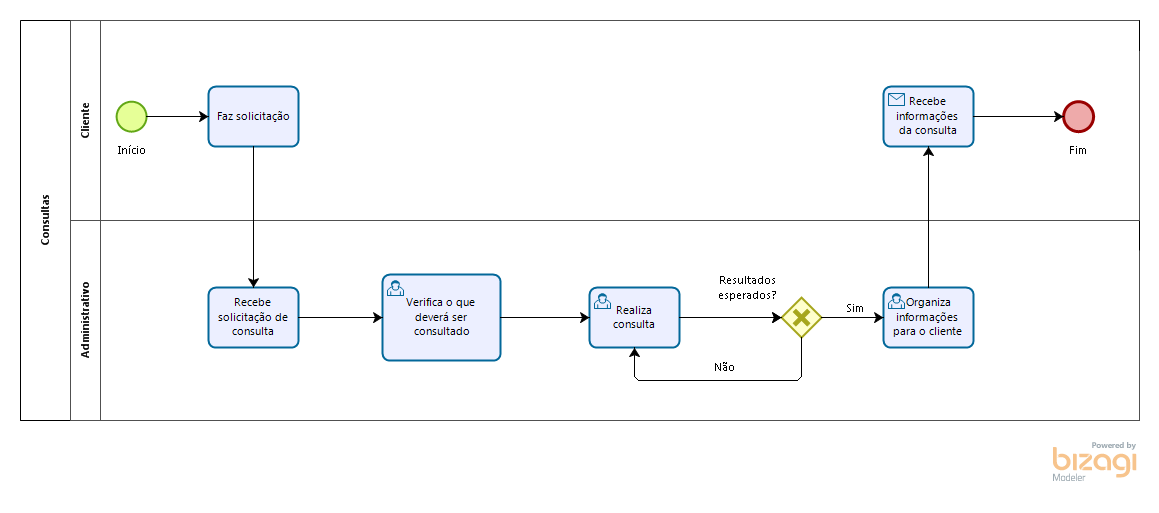 Consultas
Cliente
Início
Faz solicitação
Recebe
informações
da consulta
Fim
Administrativo
Recebe
solicitação de
consulta
Verifica o que
deverá ser
consultado
Realiza
consulta
Resultados
esperados?
Sim
Não
Organiza
informações
para o cliente
Powered by
bizagi
Modeler